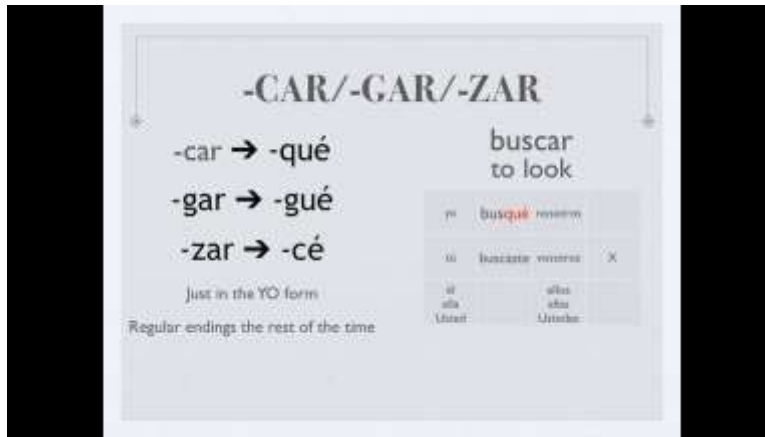 -CAR/-GAR/-ZAR
-car → -qué
-gar → -gué
-zar → -cé
Just in the YO form
Regular endings the rest of the time
buscar
to look
yo busqué nosotros
tú buscaste vosotros X
él ellos
ella ellas
Usted Ustedes